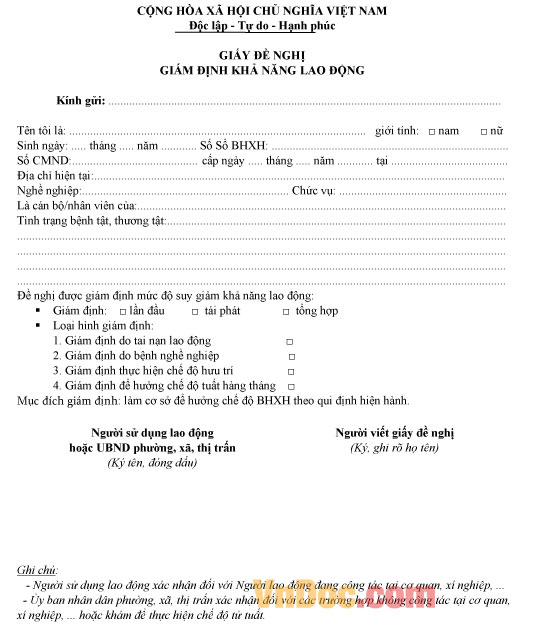 CỘNG HÒA XÃ HỘI CHỦ NGHĨA VIỆT NAM
Độc lập - Tự do - Hạnh phúc
GIẤY ĐỀ NGHỊ
GIÁM ĐỊNH KHẢ NĂNG LAO ĐỘNG
Kính gửi: ...........................................................................................
Tên tôi là: ........................................................................................ giới tính: □ nam □ nữ
Sinh ngày: ..... tháng ..... năm ........... Số Sổ BHXH: ......................................................
Số CMND:...................................... cấp ngày ..... tháng ..... năm ........... tại ...........................
Địa chỉ hiện tại:..........................................................................................................
Nghề nghiệp:.............................................................. Chức vụ: ..................................................
Là cán bộ/nhân viên của:..............................................................................................
Tình trạng bệnh tật, thương tật:....................................................................................
..............................................................................................................................
..............................................................................................................................
..............................................................................................................................
..............................................................................................................................
Đề nghị được giám định mức độ suy giảm khả năng lao động:
▪ Giám định: □ lần đầu □ tái phát □ tổng hợp
▪ Loại hình giám định:
1. Giám định do tai nạn lao động □
2. Giám định do bệnh nghề nghiệp □
3. Giám định thực hiện chế độ hưu trí □
4. Giám định để hưởng chế độ tuất hàng tháng □
Mục đích giám định: làm cơ sở để hưởng chế độ BHXH theo qui định hiện hành.
Người sử dụng lao động Người viết giấy đề nghị
hoặc UBND phường, xã, thị trấn (Ký, ghi rõ họ tên)
(Ký tên, đóng dấu)
Ghi chú:
- Người sử dụng lao động xác nhận đối với Người lao động đang công tác tại cơ quan, xí nghiệp, ...
- Ủy ban nhân dân phường, xã, thị trấn xác nhận đối với các trường hợp không công tác tại cơ quan,
xí nghiệp, ... hoặc khám để thực hiện chế độ tử tuất.
VnDoc.com